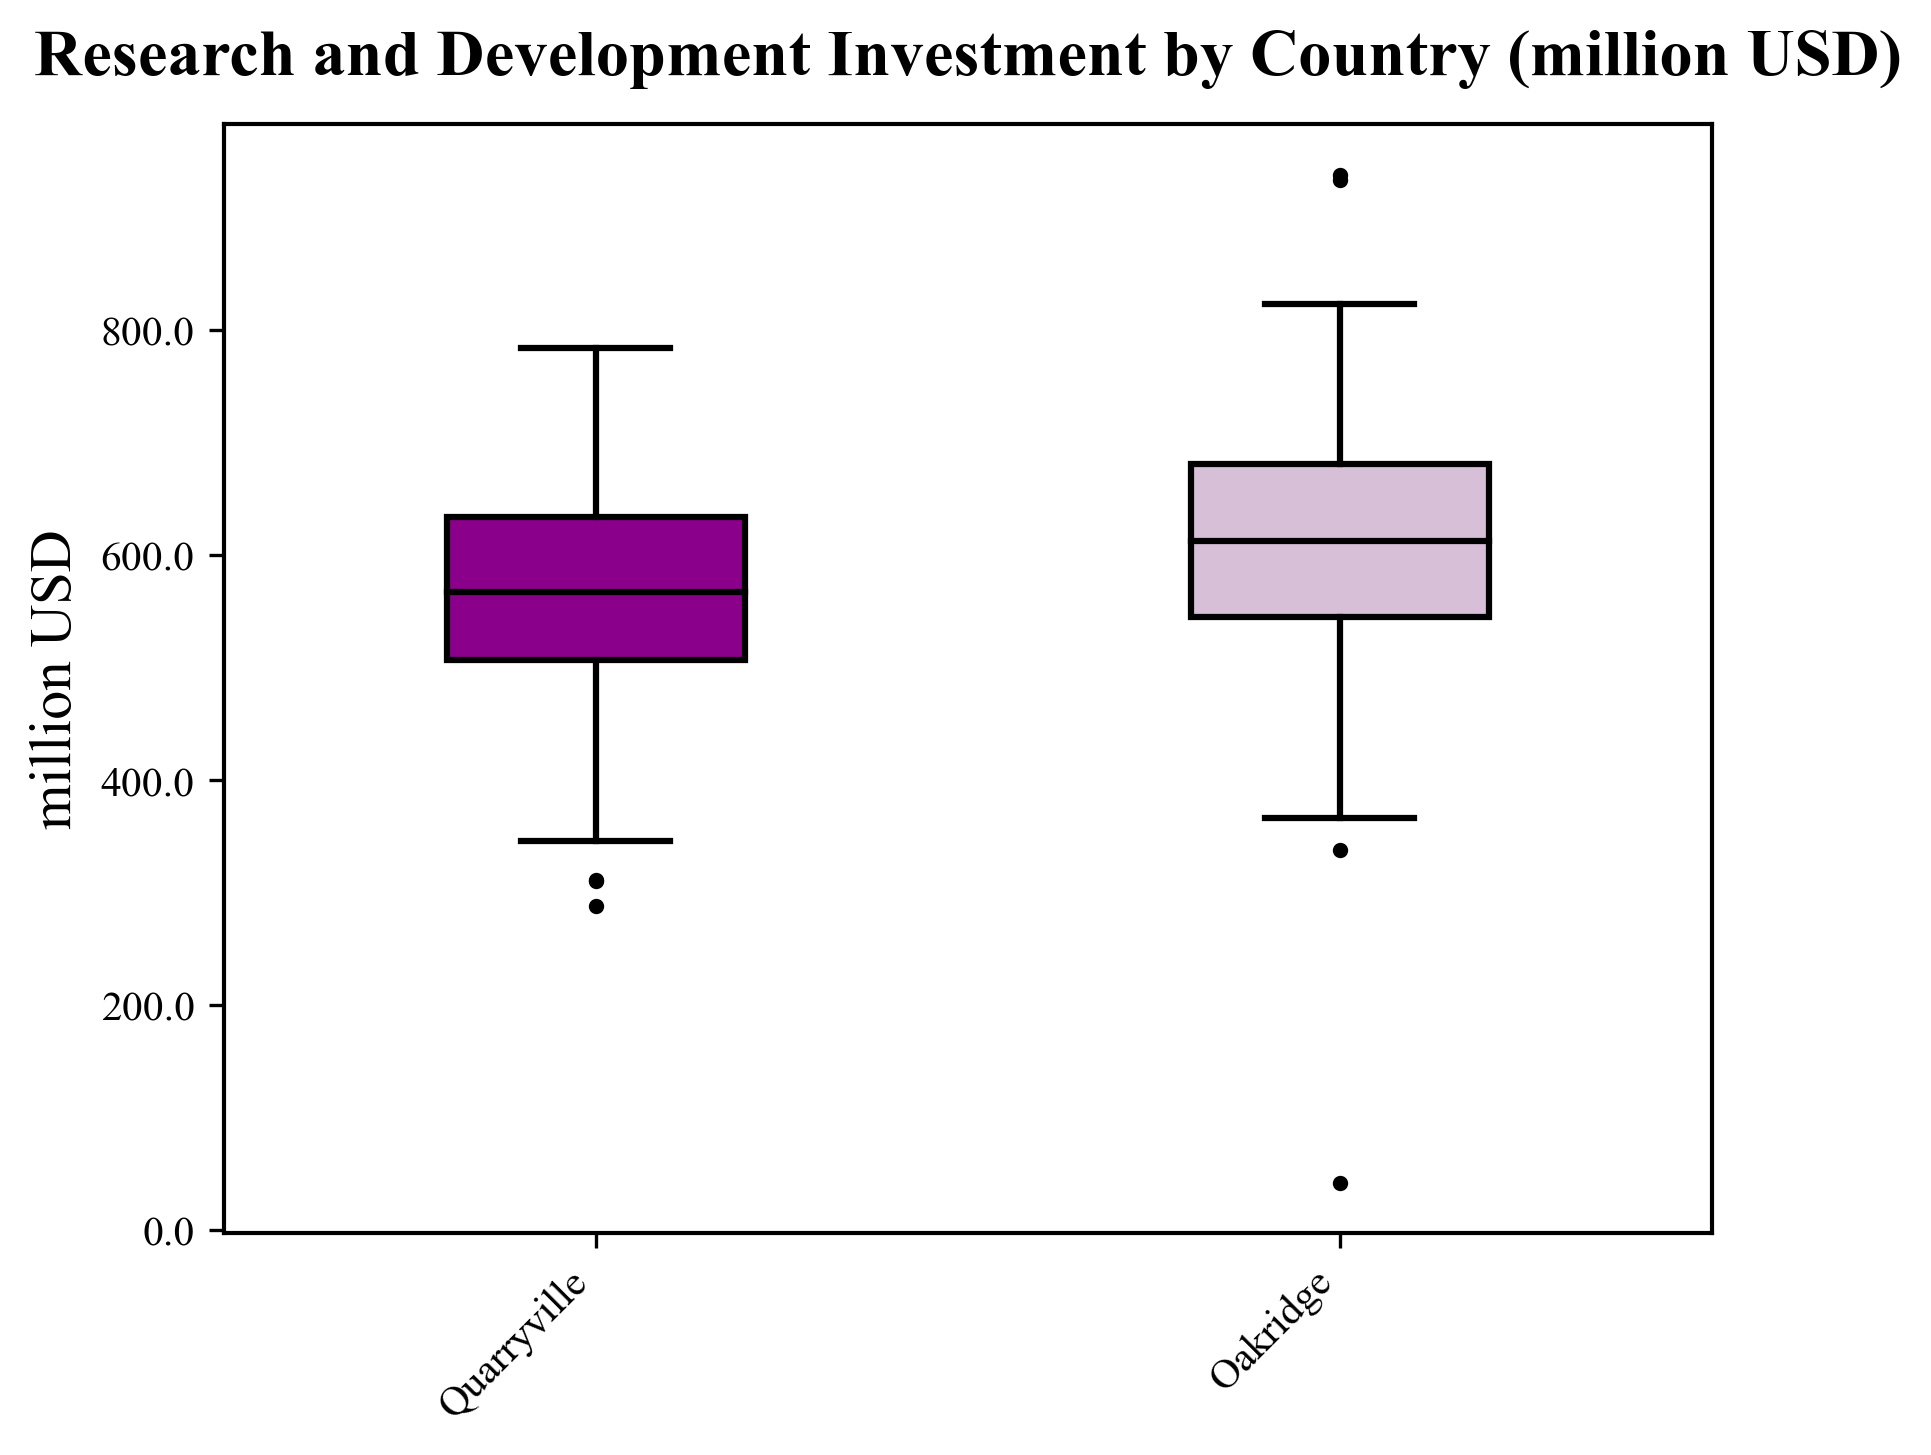 Research and Development Investment by Country (million USD)
million USD
800.0
600.0
400.0
200.0
0.0
Quarryville
Oakridge